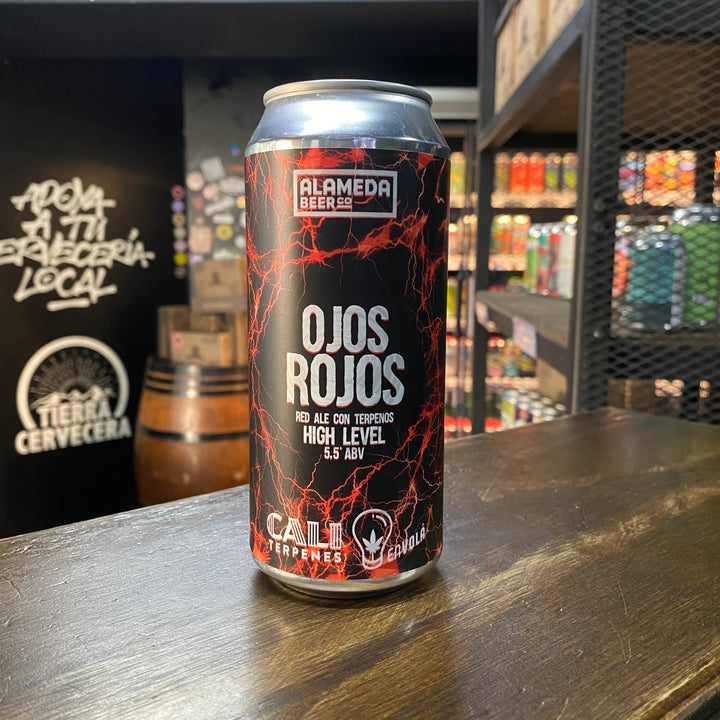 ALAMEDA
BEER CO
OJOS
ROJOS
RED ALE CON TERPENOS
HIGH LEVEL
5.5° ABV
CALI
TERPENES
ENVOLÁ
APOYA
A TU
CERVECERÍA
LOCAL
TIERRA
CERVECERA